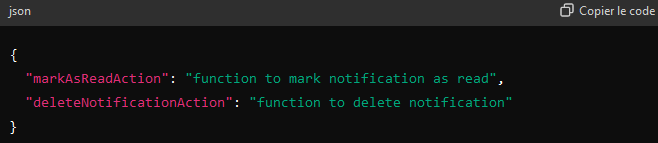 json
Copier le code
{
"markAsReadAction": "function to mark notification as read",
"deleteNotificationAction": "function to delete notification"
}